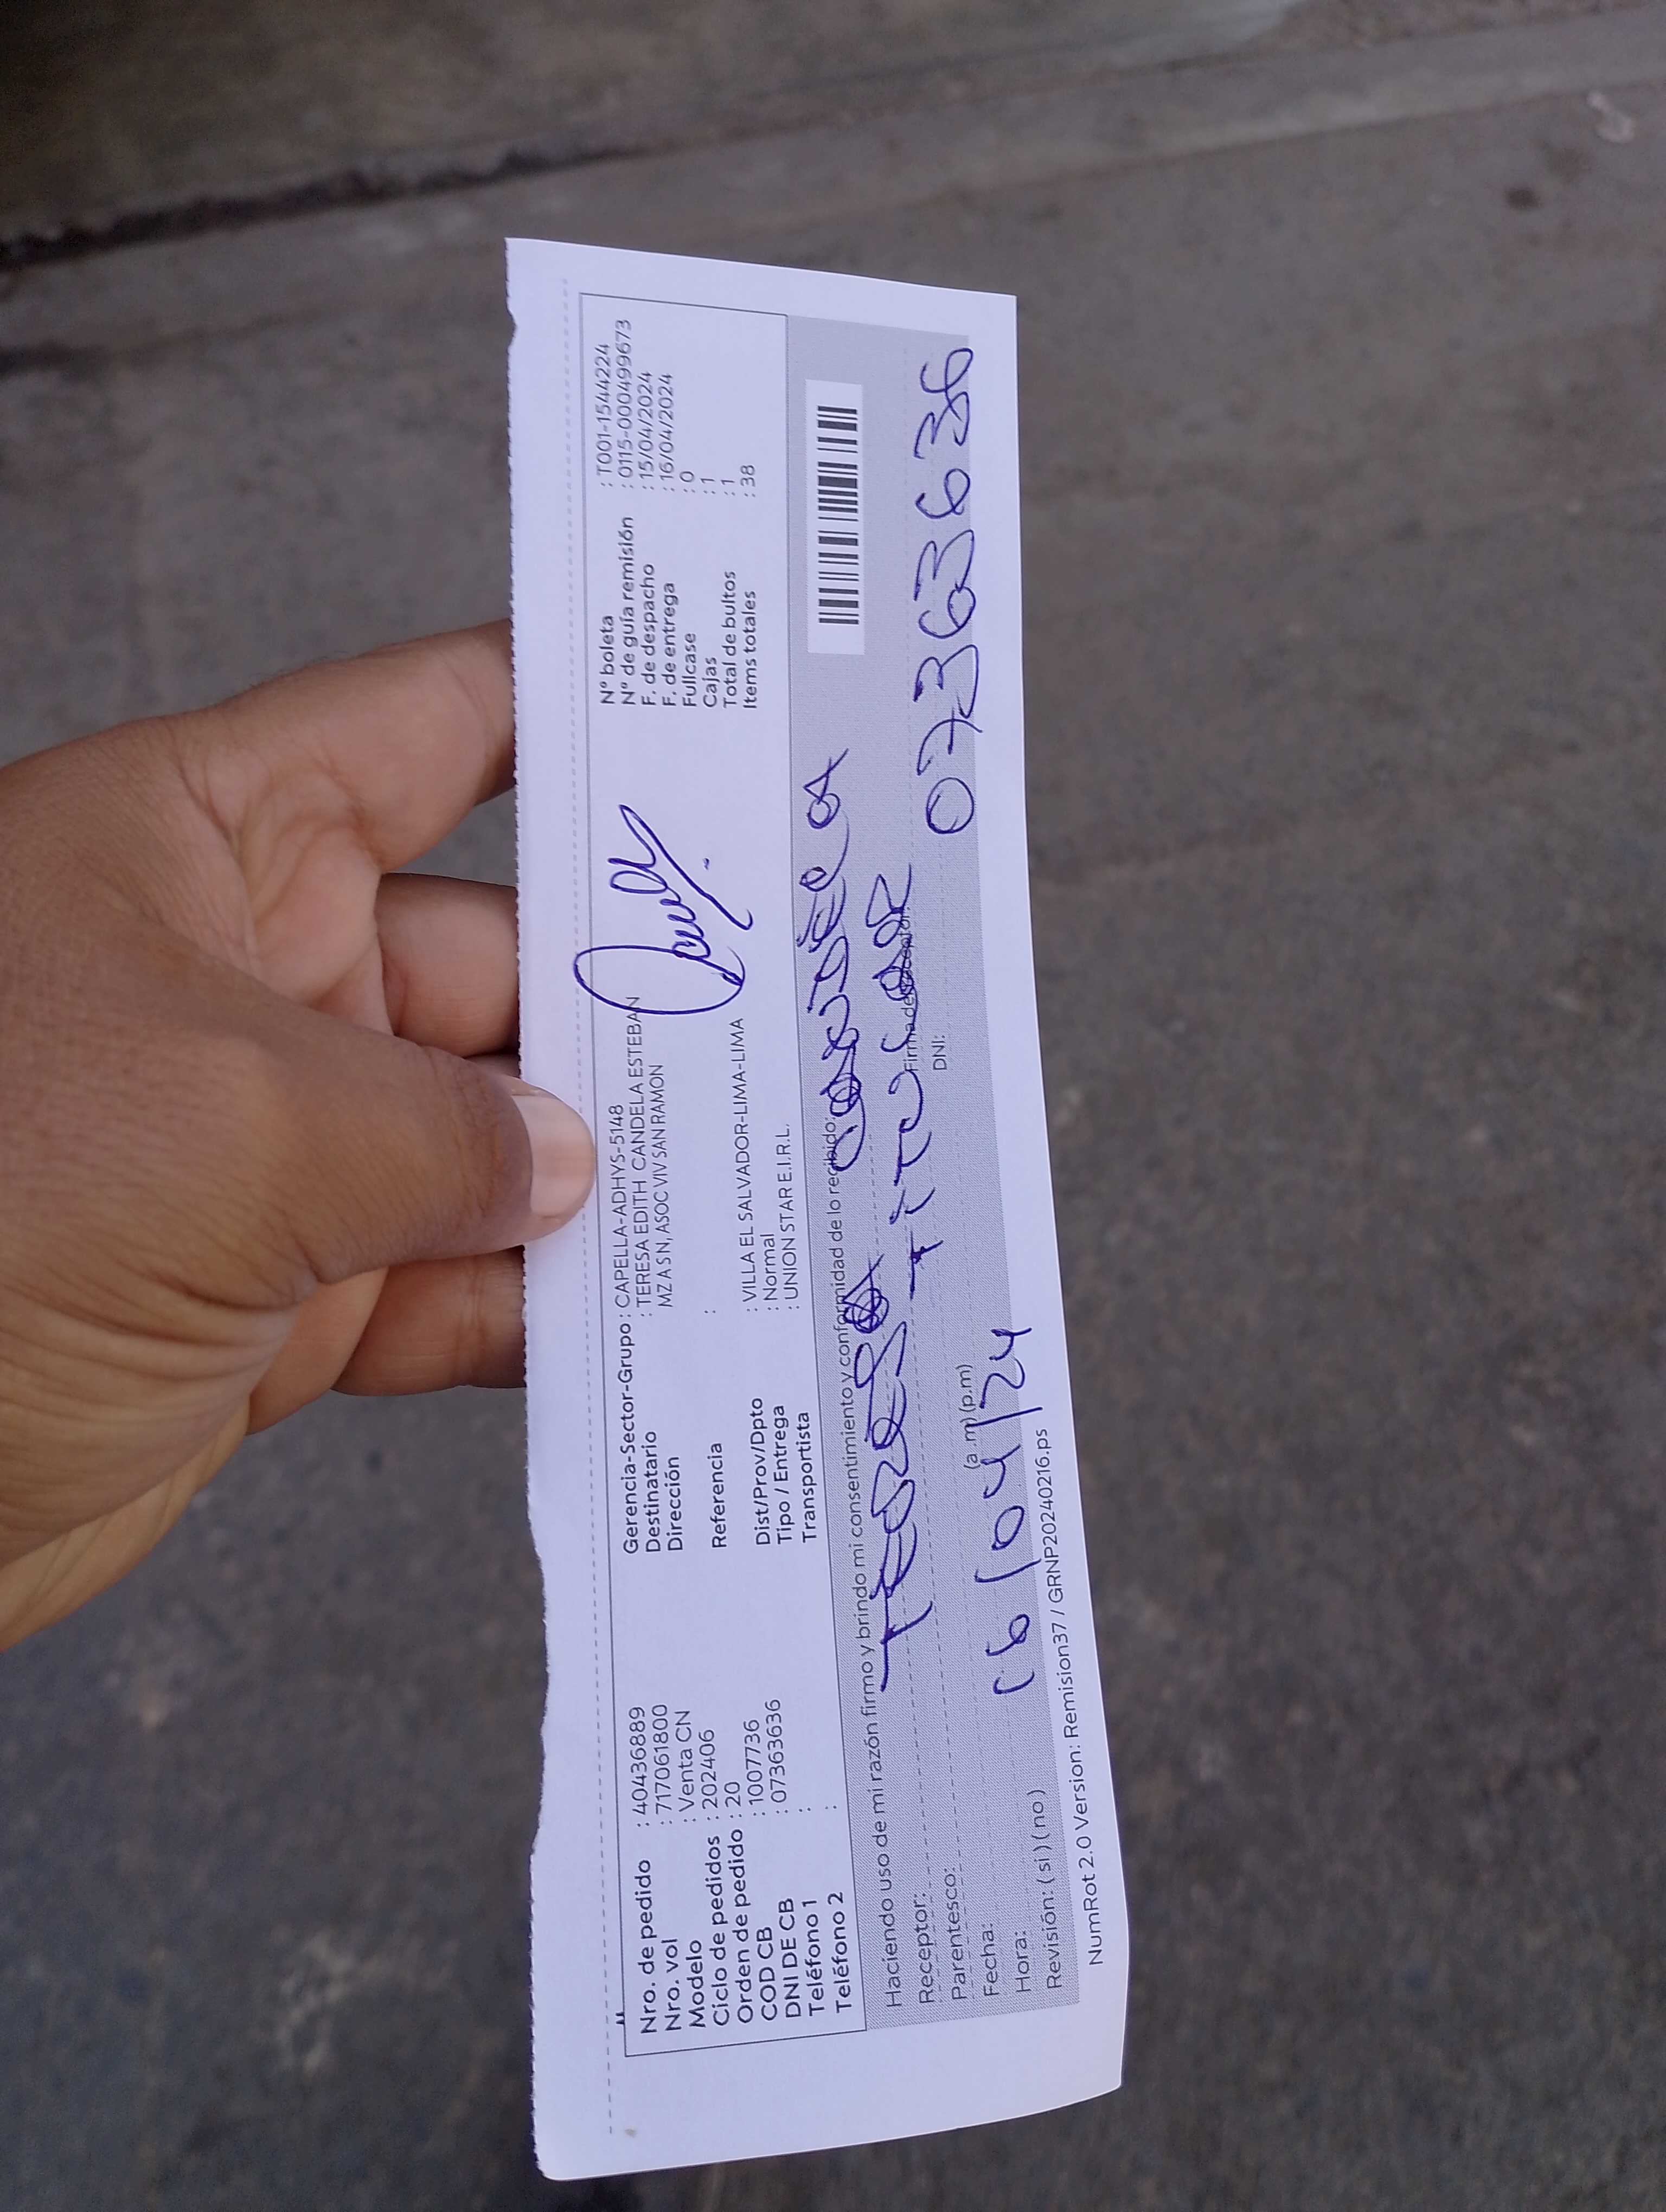 Nro. de pedido : 40436889
Nro. vol : 717061800
Modelo : Venta CN
Ciclo de pedidos : 202406
Orden de pedido : 20
COD CB : 1007736
DNI DE CB : 07363636
Teléfono 1 :
Teléfono 2 :
Gerencia-Sector-Grupo : CAPELLA-ADHYS-5148
Destinatario : TERESA EDITH CANDELA ESTEBAN
Dirección MZ A S N, ASOC VIV SAN RAMON
Referencia :
Dist/Prov/Dpto : VILLA EL SALVADOR-LIMA-LIMA
Tipo / Entrega : Normal
Transportista : UNION STAR E.I.R.L.
N° boleta : T001-1544224
N° de guía remisión : 0115-000499673
F. de despacho : 15/04/2024
F. de entrega : 16/04/2024
Fullcase : 0
Cajas : 1
Total de bultos : 1
Items totales : 38
Haciendo uso de mi razón firmo y brindo mi consentimiento y conformidad de lo recibido:
Receptor: TERESA CANDELA
Parentesco: TITULAR
Firma del receptor
Fecha: 16/04/24
DNI: 07363636
Hora: (a.m) (p.m)
Revisión: ( si ) ( no )
NumRot 2.0 Version: Remision37 / GRNP20240216.ps